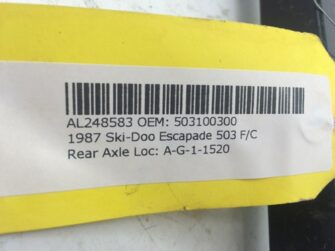 AL248583 OEM: 503100300
1987 Ski-Doo Escapade 503 F/C
Rear Axle Loc: A-G-1-1520